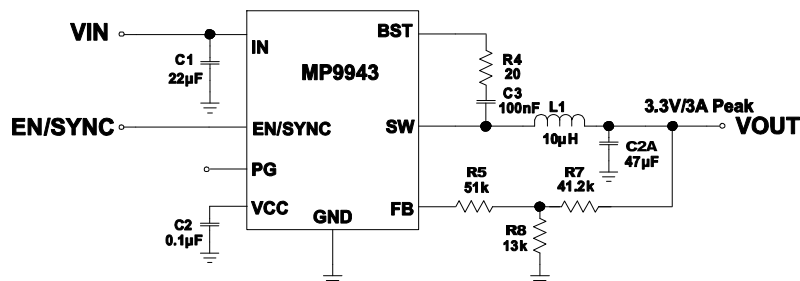 VIN
C1
22µF
IN
BST
MP9943
R4
20
C3
100nF
L1
10µH
3.3V/3A Peak
VOUT
EN/SYNC
EN/SYNC
SW
C2A
47µF
PG
R5
51k
R7
41.2k
VCC
FB
C2
0.1µF
GND
R8
13k